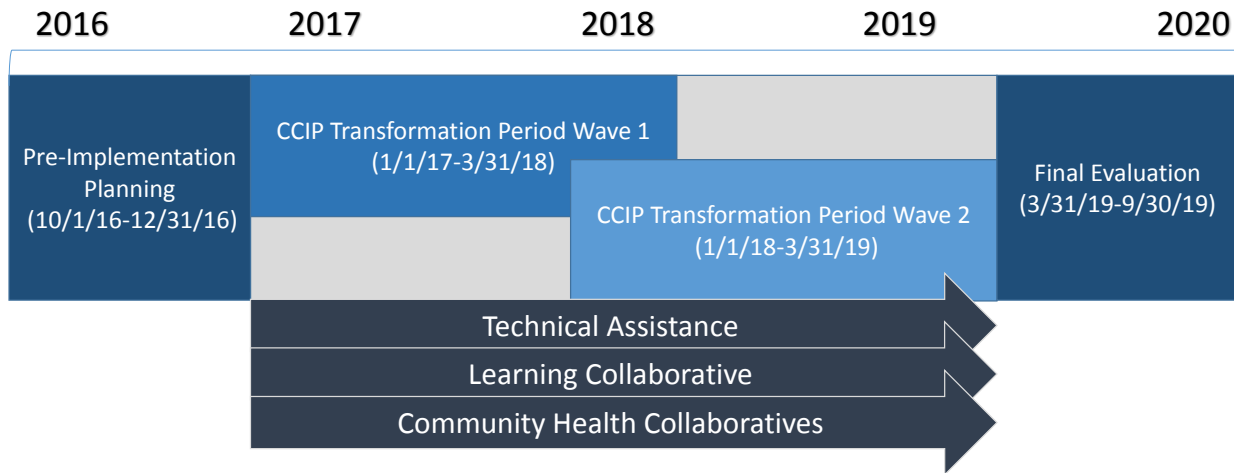 2016 2017 2018 2019 2020
Pre-Implementation
Planning
(10/1/16-12/31/16)
CCIP Transformation Period Wave 1
(1/1/17-3/31/18)
CCIP Transformation Period Wave 2
(1/1/18-3/31/19)
Final Evaluation
(3/31/19-9/30/19)
Technical Assistance
Learning Collaborative
Community Health Collaboratives